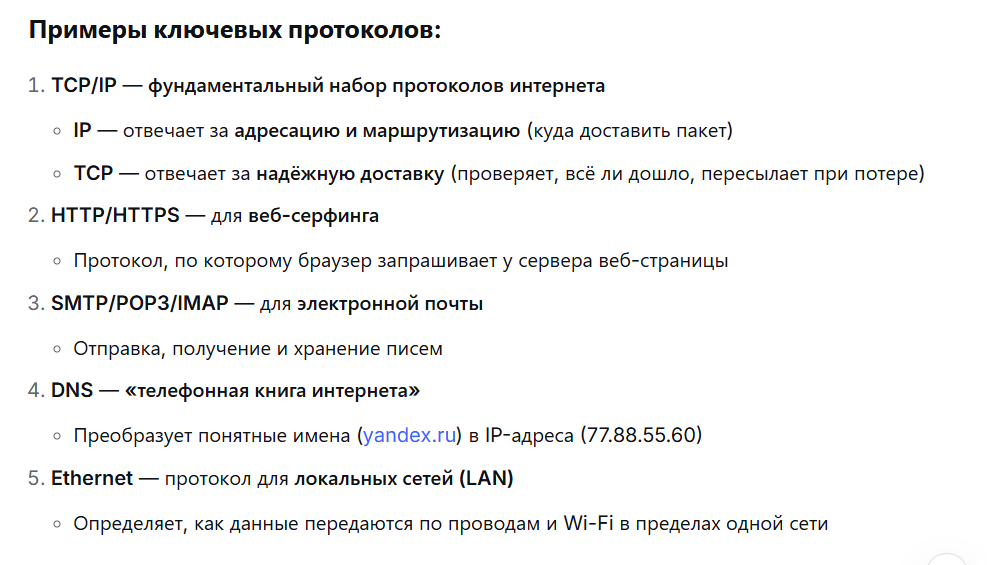 Примеры ключевых протоколов:
1. TCP/IP — фундаментальный набор протоколов интернета
◦ IP — отвечает за адресацию и маршрутизацию (куда доставить пакет)
◦ TCP — отвечает за надёжную доставку (проверяет, всё ли дошло, пересылает при потере)
2. HTTP/HTTPS — для веб-серфинга
◦ Протокол, по которому браузер запрашивает у сервера веб-страницы
3. SMTP/POP3/IMAP — для электронной почты
◦ Отправка, получение и хранение писем
4. DNS — «телефонная книга интернета»
◦ Преобразует понятные имена (yandex.ru) в IP-адреса (77.88.55.60)
5. Ethernet — протокол для локальных сетей (LAN)
◦ Определяет, как данные передаются по проводам и Wi-Fi в пределах одной сети